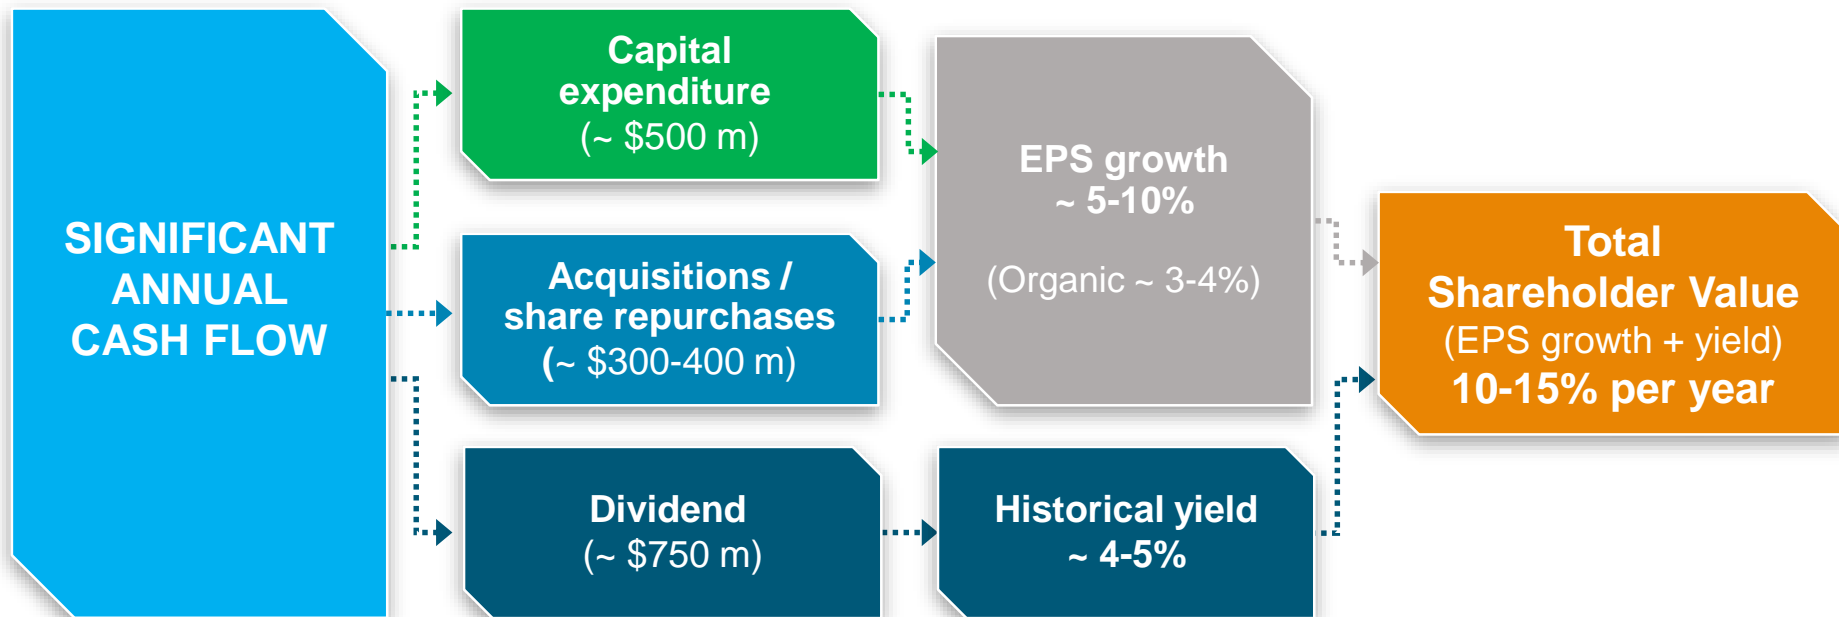 SIGNIFICANT
ANNUAL
CASH FLOW
Capital
expenditure
(~ $500 m)
Acquisitions /
share repurchases
(~ $300-400 m)
Dividend
(~ $750 m)
EPS growth
~ 5-10%
(Organic ~ 3-4%)
Historical yield
~ 4-5%
Total
Shareholder Value
(EPS growth + yield)
10-15% per year